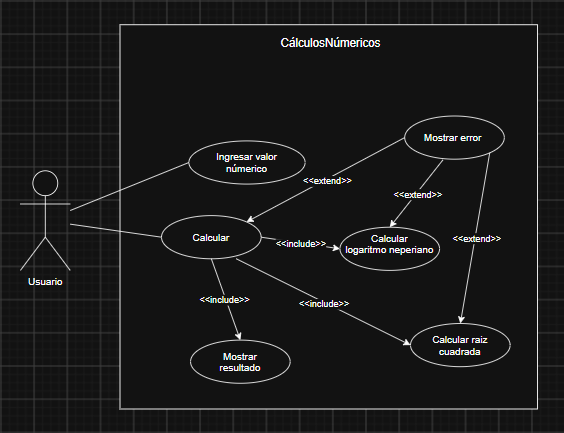 CálculosNúmericos
Mostrar error
Ingresar valor
númerico
<<extend>>
<<extend>>
Calcular
<<include>>
Calcular
logaritmo neperiano
<<extend>>
Usuario
<<include>>
<<include>>
Mostrar
resultado
Calcular raiz
cuadrada